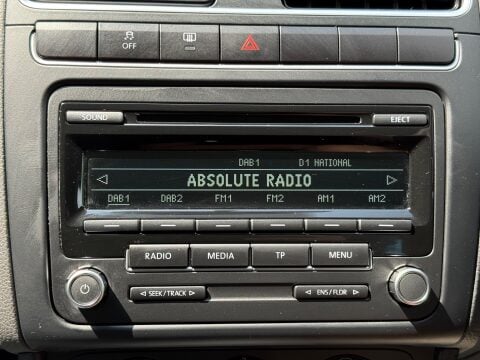 OFF
SOUND EJECT
DAB1 D1 NATIONAL
ABSOLUTE RADIO
DAB1 DAB2 FM1 FM2 AM1 AM2
RADIO MEDIA TP MENU
SEEK/TRACK ENS/FLDR